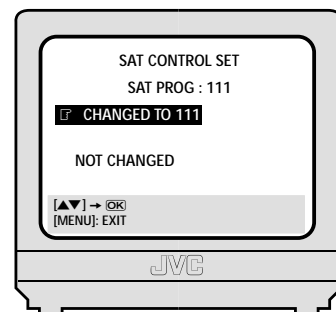 SAT CONTROL SET
SAT PROG : 111
☞ CHANGED TO 111
NOT CHANGED
[▲▼] → OK
[MENU]: EXIT
JVC